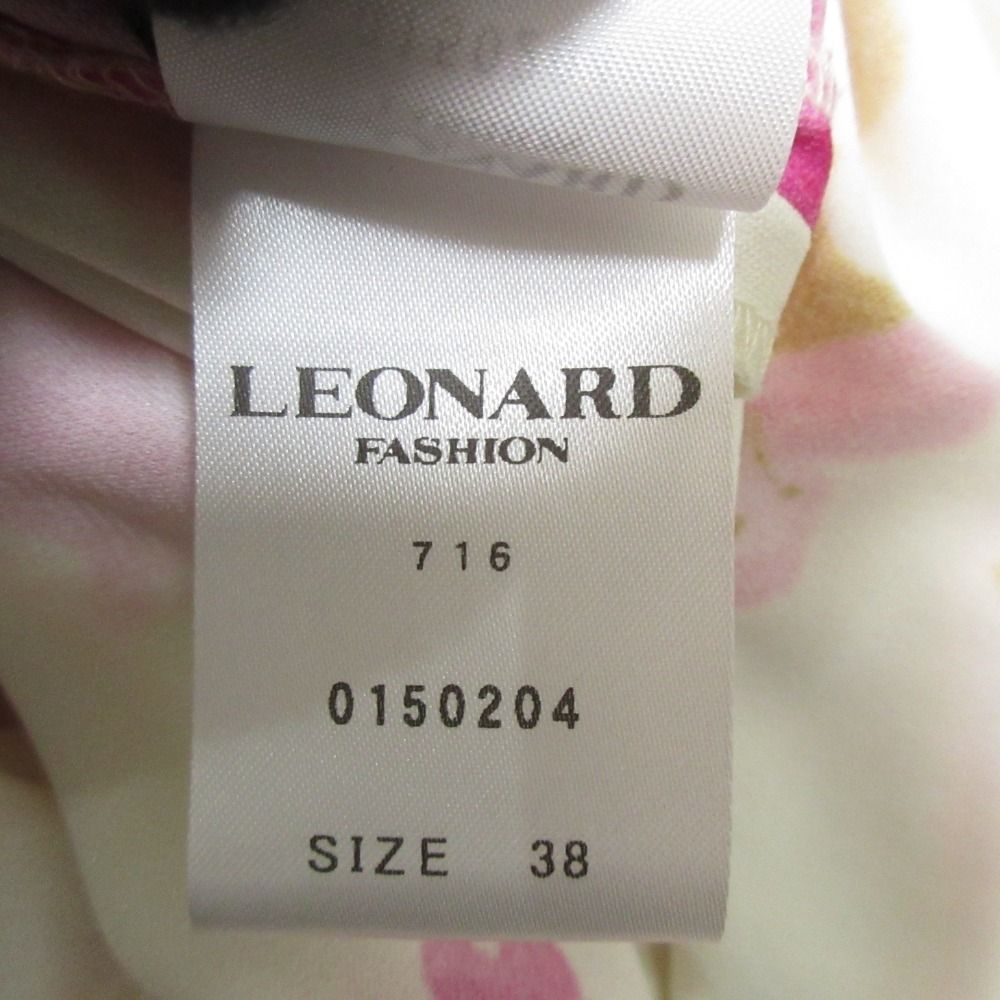 LEONARD
FASHION
716
0150204
SIZE 38